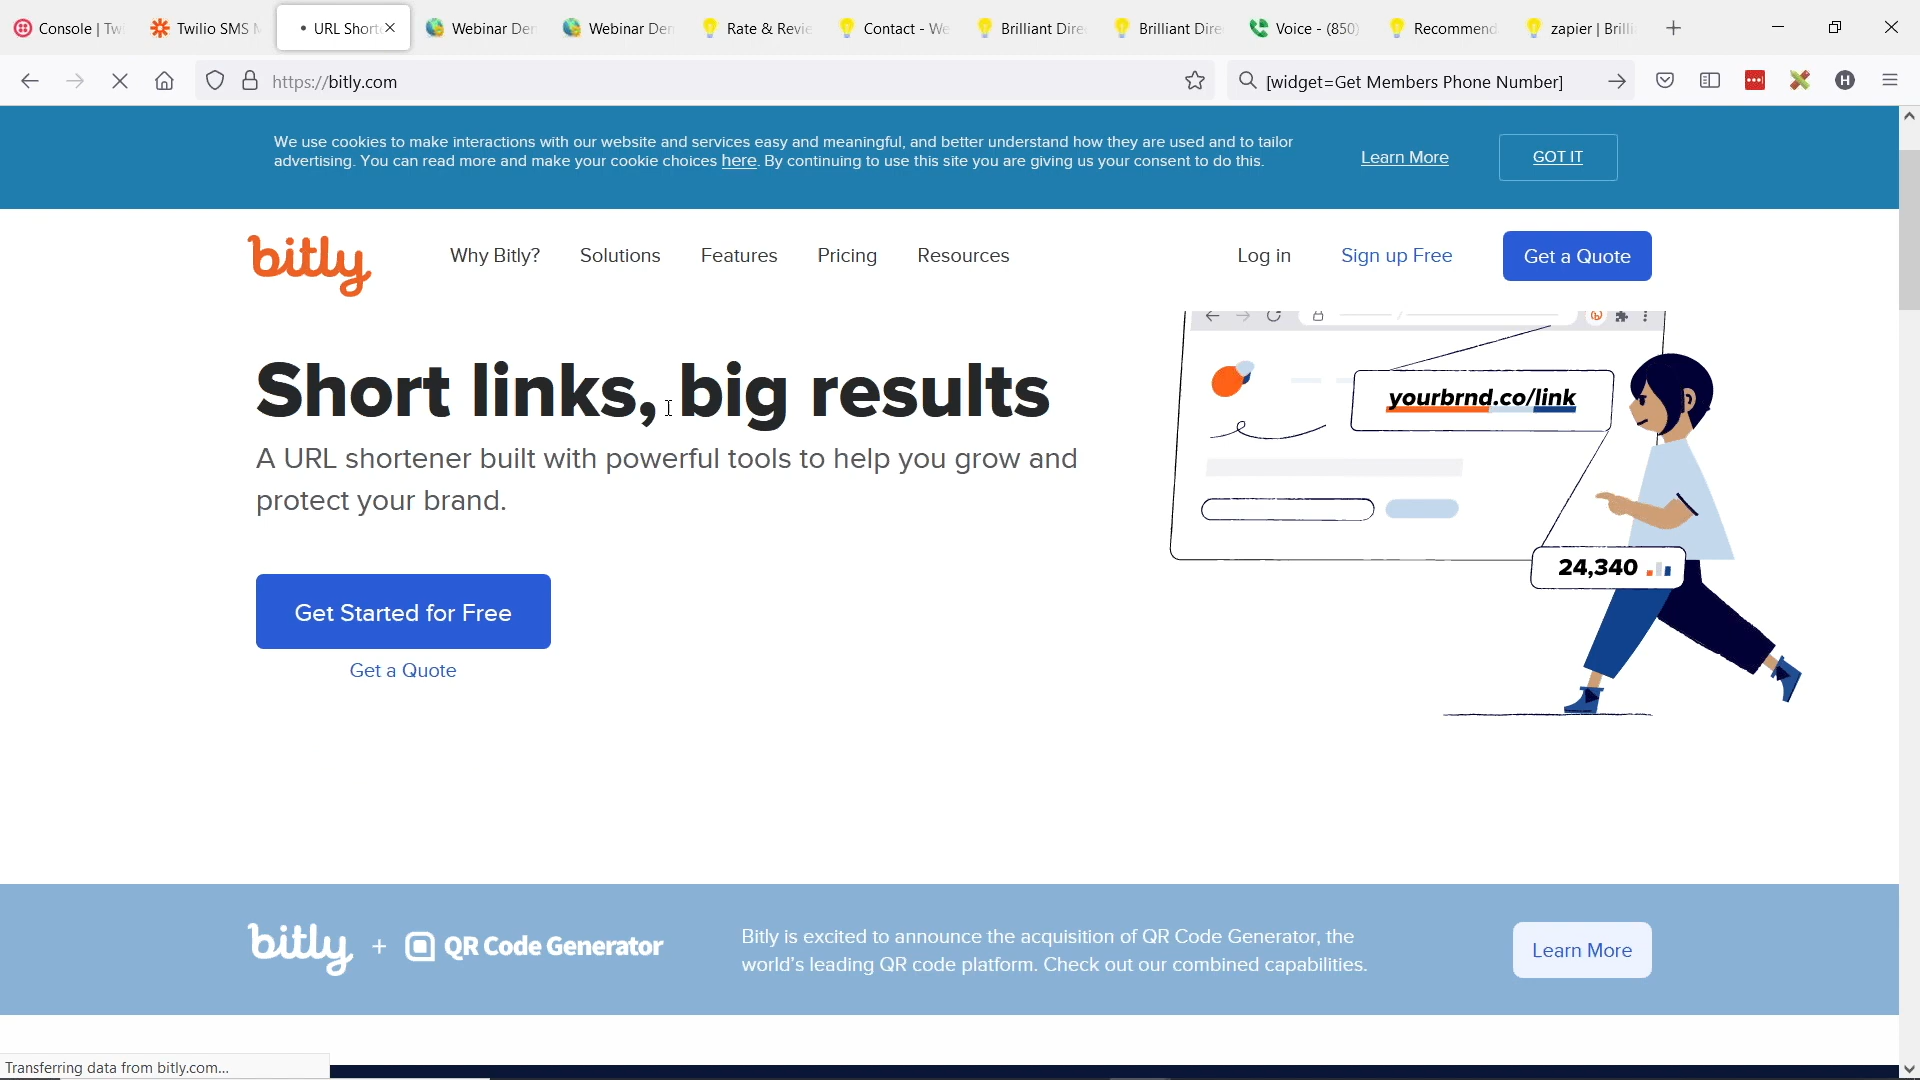 Console | Twi
Twilio SMS
URL Short
Webinar Den
Webinar Den
Rate & Revie
Contact - We
Brilliant Dire
Brilliant Dire
Voice - (850)
Recommend
zapier | Brilli
https://bitly.com
[widget=Get Members Phone Number]
We use cookies to make interactions with our website and services easy and meaningful, and better understand how they are used and to tailor
advertising. You can read more and make your cookie choices here. By continuing to use this site you are giving us your consent to do this.
Learn More
GOT IT
bitly
Why Bitly?
Solutions
Features
Pricing
Resources
Log in
Sign up Free
Get a Quote
Short links, big results
A URL shortener built with powerful tools to help you grow and
protect your brand.
yourbrnd.co/link
24,340
Get Started for Free
Get a Quote
bitly + QR Code Generator
Bitly is excited to announce the acquisition of QR Code Generator, the
world's leading QR code platform. Check out our combined capabilities.
Learn More
Transferring data from bitly.com...